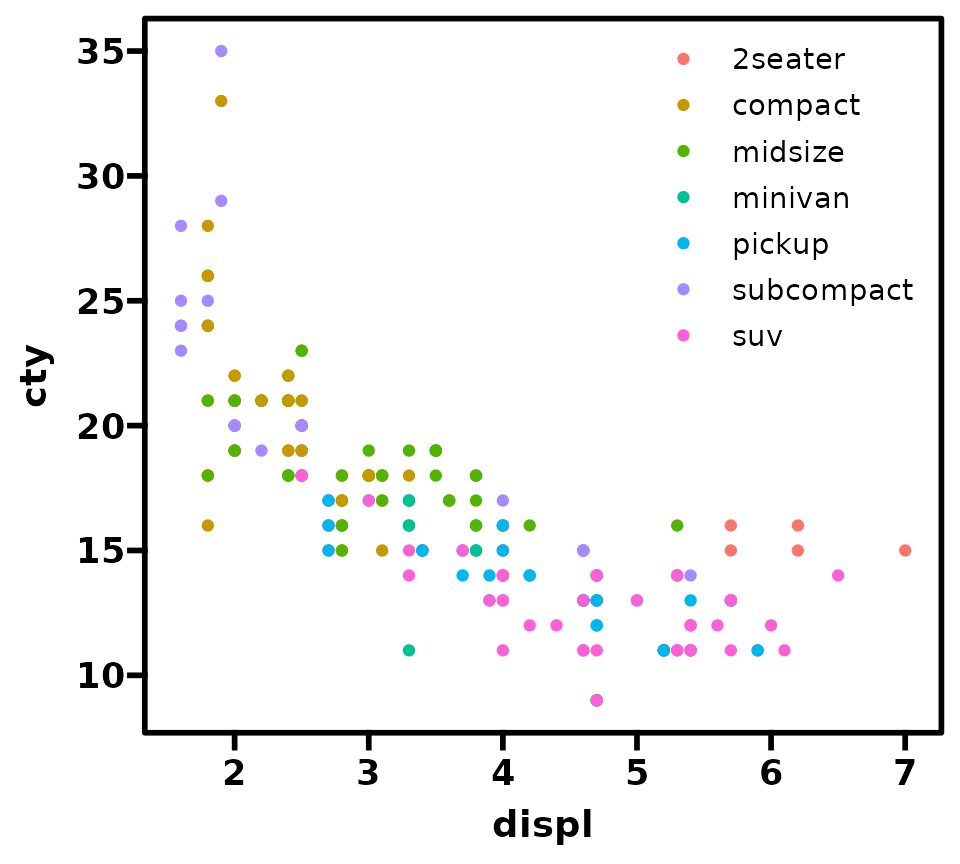 35
30
25
20
15
10
cty
2seater
compact
midsize
minivan
pickup
subcompact
suv
2 3 4 5 6 7
displ